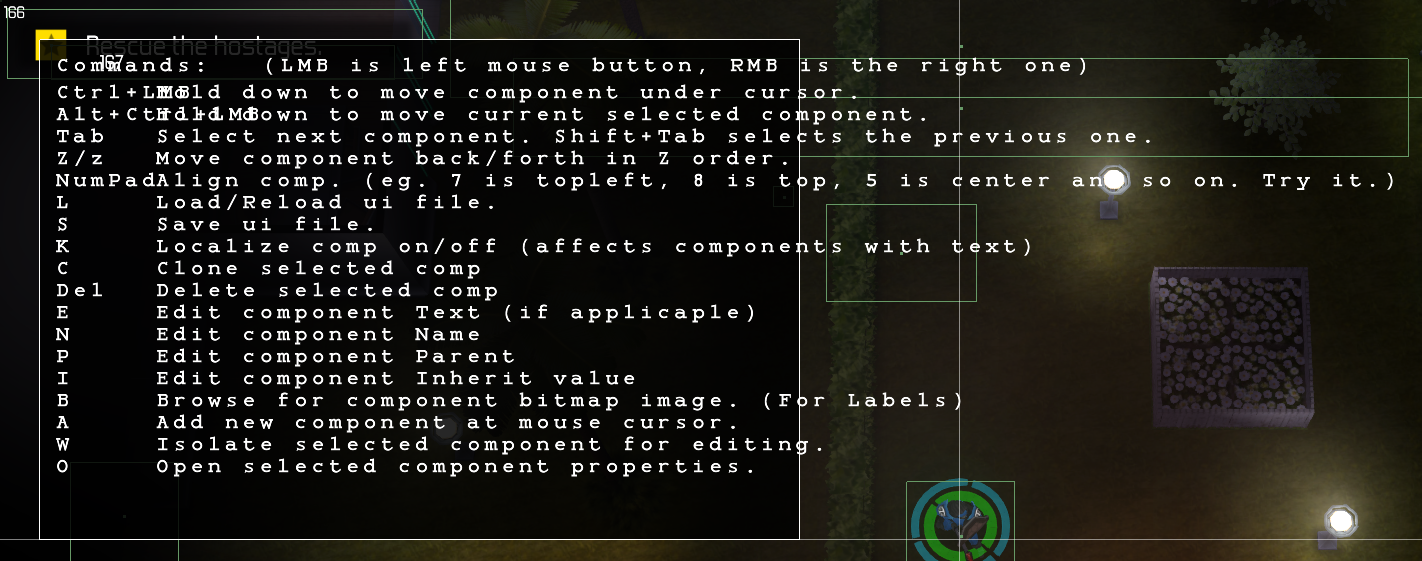 166
Rescue the hostages.
167
Commands: (LMB is left mouse button, RMB is the right one)
Ctrl+LMB Hold down to move component under cursor.
Alt+Ctrl+LMB Hold down to move current selected component.
Tab Select next component. Shift+Tab selects the previous one.
Z/z Move component back/forth in Z order.
NumPad Align comp. (eg. 7 is topleft, 8 is top, 5 is center and so on. Try it.)
L Load/Reload ui file.
S Save ui file.
K Localize comp on/off (affects components with text)
C Clone selected comp
Del Delete selected comp
E Edit component Text (if applicaple)
N Edit component Name
P Edit component Parent
I Edit component Inherit value
B Browse for component bitmap image. (For Labels)
A Add new component at mouse cursor.
W Isolate selected component for editing.
O Open selected component properties.